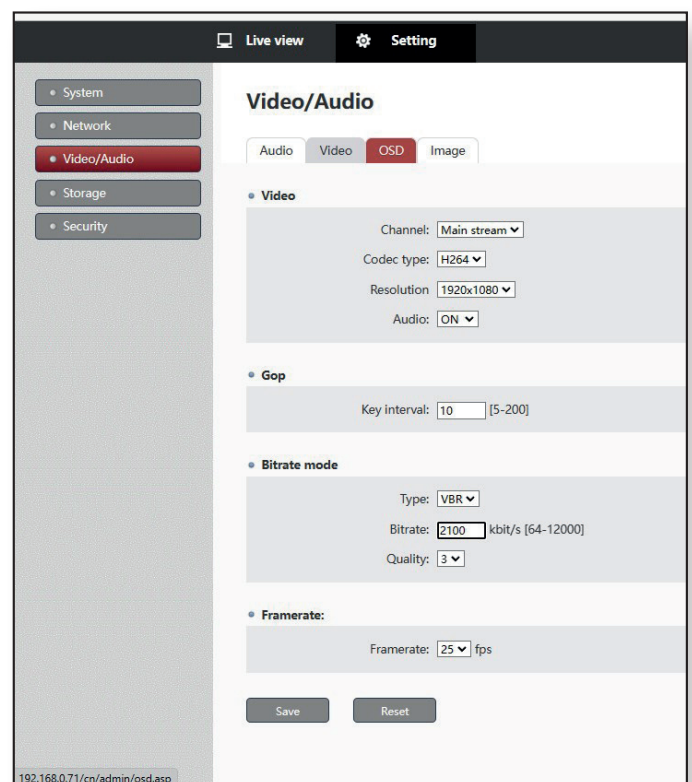 Live view Setting
System
Network
Video/Audio
Storage
Security
Video/Audio
Audio Video OSD Image
Video
Channel: Main stream
Codec type: H264
Resolution 1920x1080
Audio: ON
Gop
Key interval: 10 [5-200]
Bitrate mode
Type: VBR
Bitrate: 2100 kbit/s [64-12000]
Quality: 3
Framerate:
Framerate: 25 fps
Save Reset
192.168.0.71/cn/admin/osd.asp